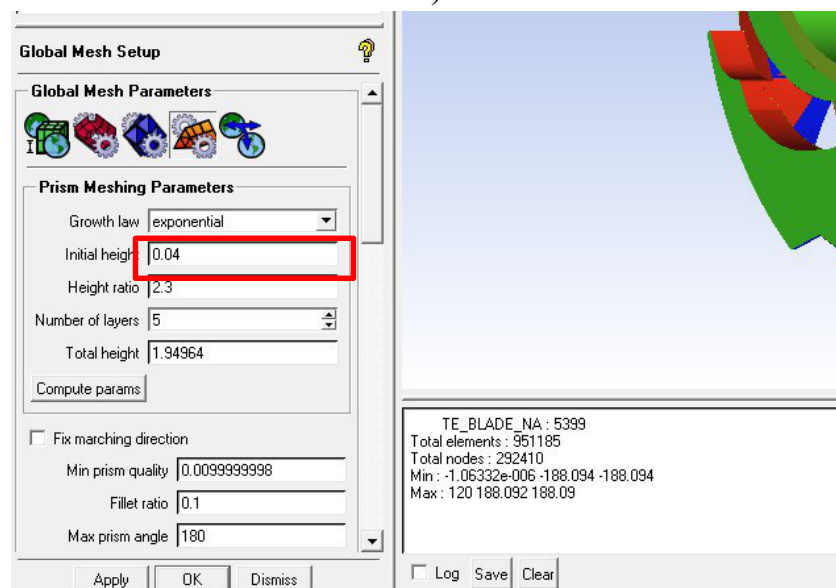 Global Mesh Setup
Global Mesh Parameters
Prism Meshing Parameters
Growth law exponential
Initial height 0.04
Height ratio 2.3
Number of layers 5
Total height 1.94964
Compute params
Fix marching direction
Min prism quality 0.0099999998
Fillet ratio 0.1
Max prism angle 180
Apply OK Dismiss
TE_BLADE_NA : 5399
Total elements : 951185
Total nodes : 292410
Min : -1.06332e-006 -188.094 -188.094
Max : 120 188.092 188.09
Log Save Clear